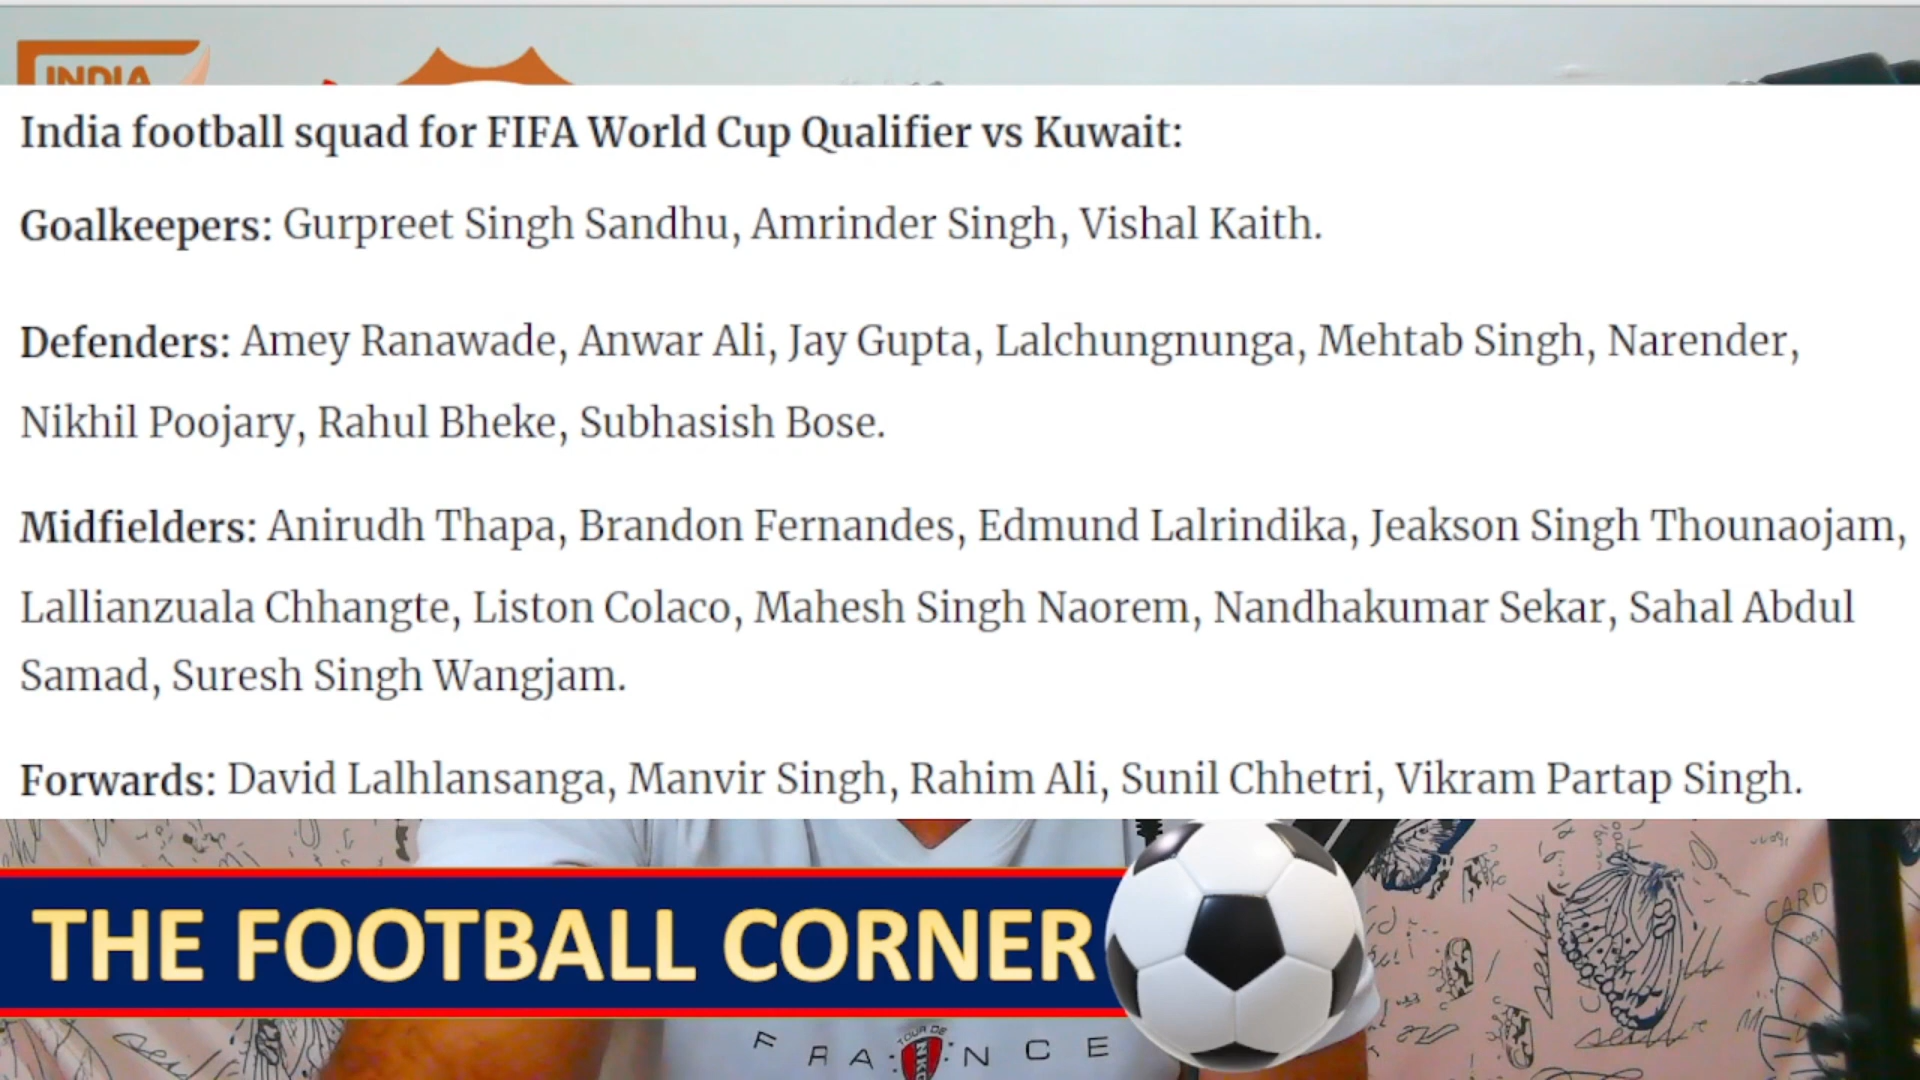 INDIA
India football squad for FIFA World Cup Qualifier vs Kuwait:
Goalkeepers: Gurpreet Singh Sandhu, Amrinder Singh, Vishal Kaith.
Defenders: Amey Ranawade, Anwar Ali, Jay Gupta, Lalchungnunga, Mehtab Singh, Narender,
Nikhil Poojary, Rahul Bheke, Subhasish Bose.
Midfielders: Anirudh Thapa, Brandon Fernandes, Edmund Lalrindika, Jeakson Singh Thounaojam,
Lallianzuala Chhangte, Liston Colaco, Mahesh Singh Naorem, Nandhakumar Sekar, Sahal Abdul
Samad, Suresh Singh Wangjam.
Forwards: David Lalhlansanga, Manvir Singh, Rahim Ali, Sunil Chhetri, Vikram Partap Singh.
THE FOOTBALL CORNER
CARD
TOUR DE
FRANCE